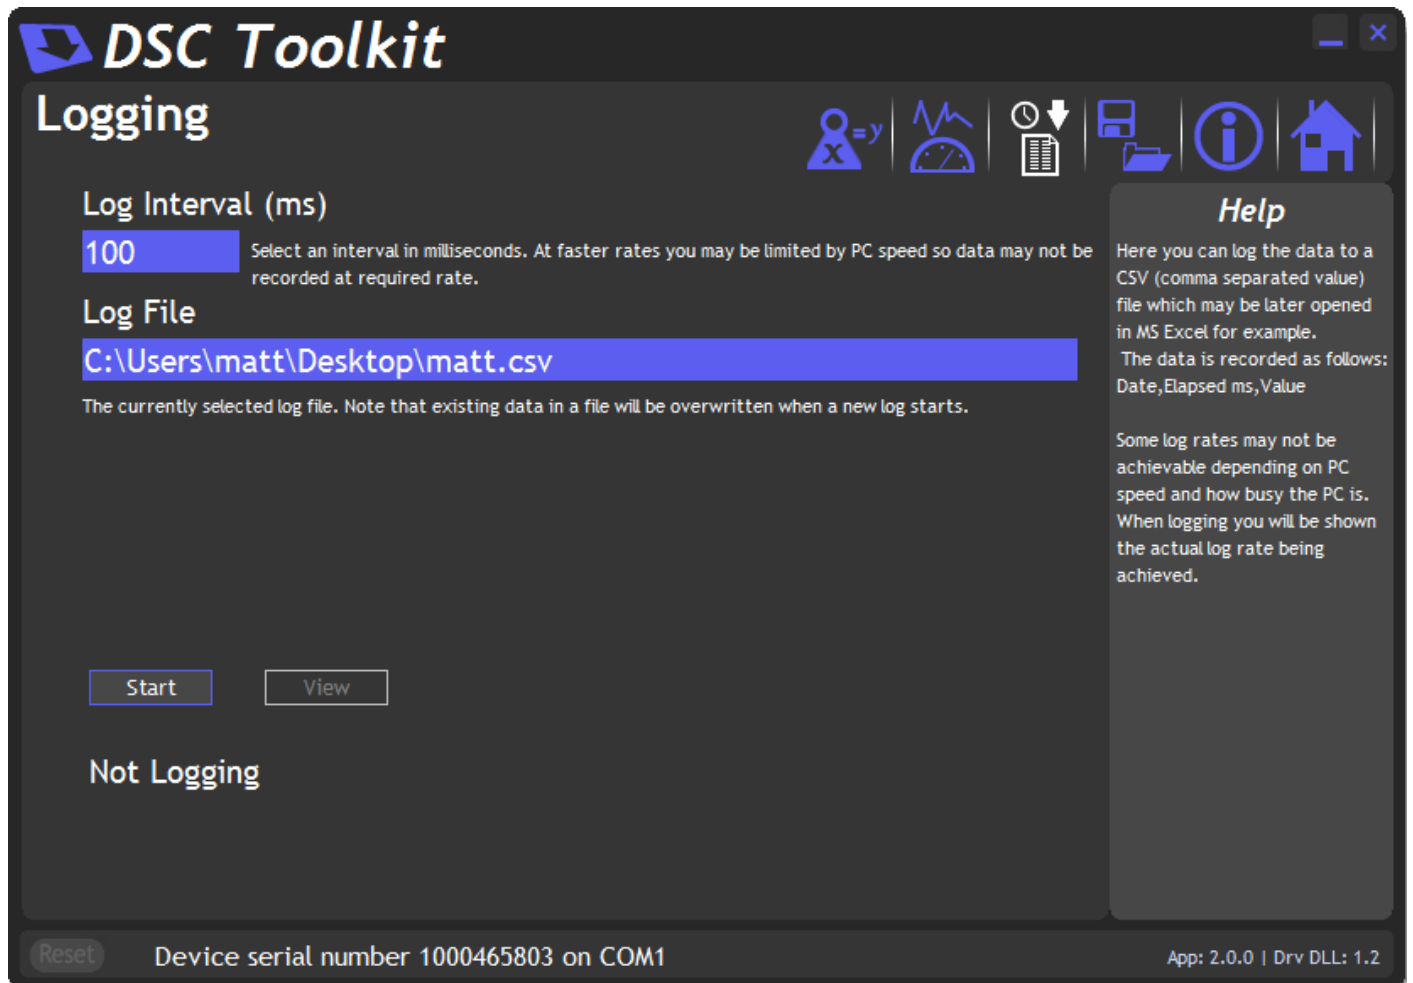 DSC Toolkit
Logging
x=y
Log Interval (ms)
100
Select an interval in milliseconds. At faster rates you may be limited by PC speed so data may not be
recorded at required rate.
Log File
C:\Users\matt\Desktop\matt.csv
The currently selected log file. Note that existing data in a file will be overwritten when a new log starts.
Start
View
Not Logging
Help
Here you can log the data to a
CSV (comma separated value)
file which may be later opened
in MS Excel for example.
The data is recorded as follows:
Date,Elapsed ms,Value
Some log rates may not be
achievable depending on PC
speed and how busy the PC is.
When logging you will be shown
the actual log rate being
achieved.
Reset
Device serial number 1000465803 on COM1
App: 2.0.0 | Drv DLL: 1.2